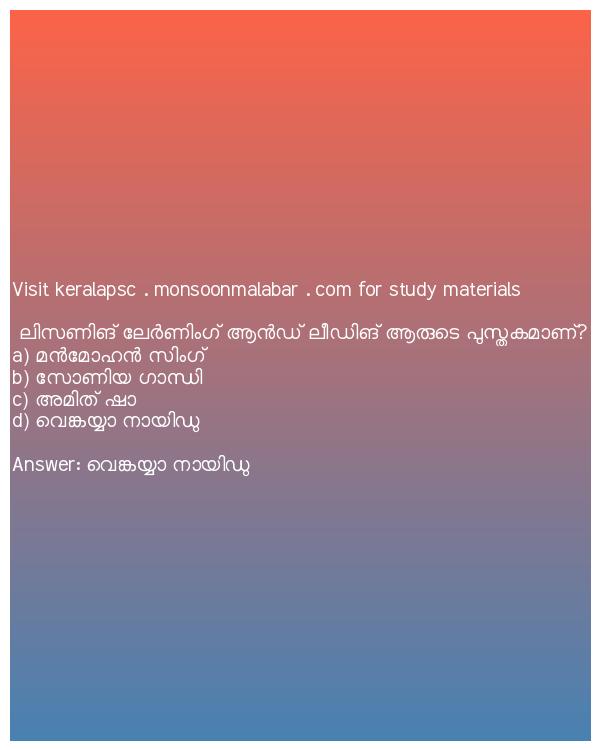 Visit keralapsc . monsoonmalabar . com for study materials
ലിസണിങ് ലേർണിംഗ് ആൻഡ് ലീഡിങ് ആരുടെ പുസ്തകമാണ്?
a) മൻമോഹൻ സിംഗ്
b) സോണിയ ഗാന്ധി
c) അമിത് ഷാ
d) വെങ്കയ്യാ നായിഡു
Answer: വെങ്കയ്യാ നായിഡു